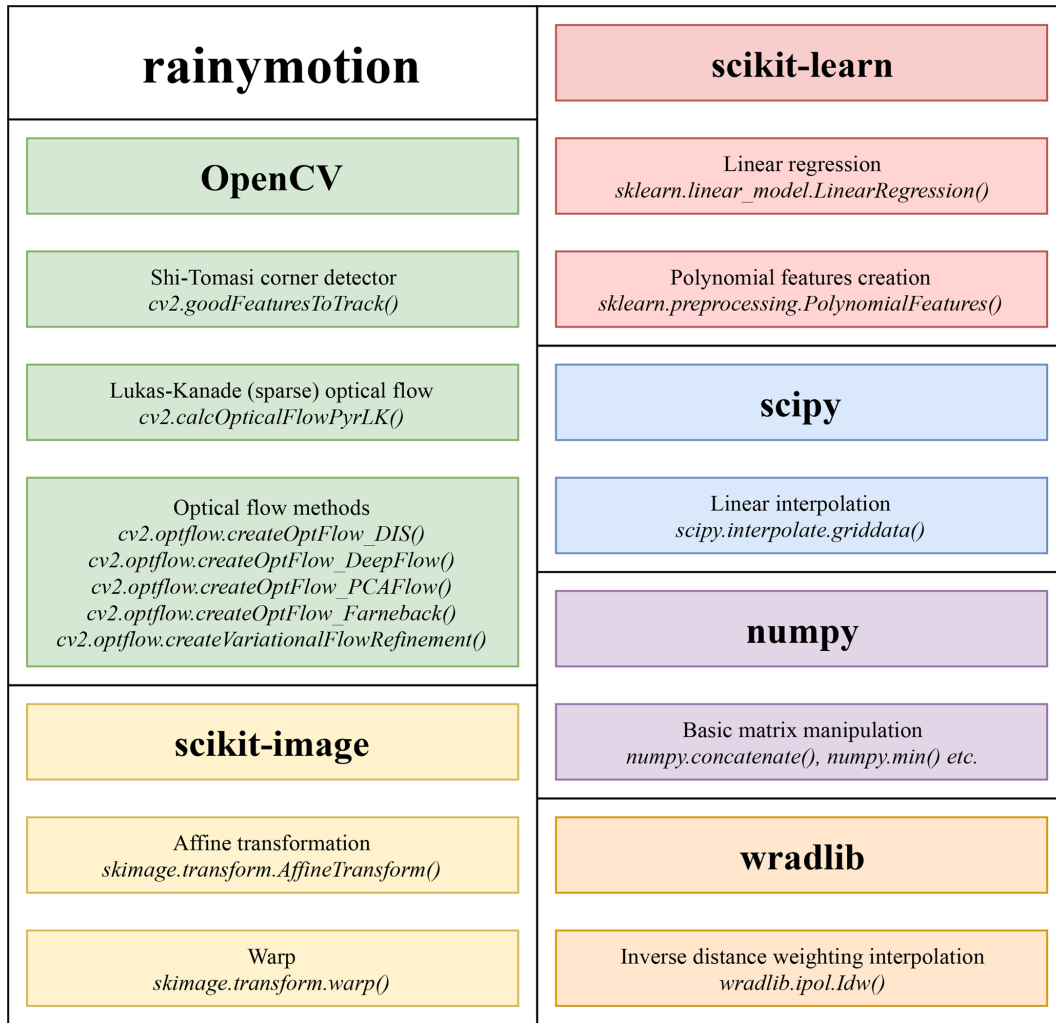 rainymotion
OpenCV
Shi-Tomasi corner detector
cv2.goodFeaturesToTrack()
Lukas-Kanade (sparse) optical flow
cv2.calcOpticalFlowPyrLK()
Optical flow methods
cv2.optflow.createOptFlow_DIS()
cv2.optflow.createOptFlow_DeepFlow()
cv2.optflow.createOptFlow_PCAFlow()
cv2.optflow.createOptFlow_Farneback()
cv2.optflow.createVariationalFlowRefinement()
scikit-image
Affine transformation
skimage.transform.AffineTransform()
Warp
skimage.transform.warp()
scikit-learn
Linear regression
sklearn.linear_model.LinearRegression()
Polynomial features creation
sklearn.preprocessing.PolynomialFeatures()
scipy
Linear interpolation
scipy.interpolate.griddata()
numpy
Basic matrix manipulation
numpy.concatenate(), numpy.min() etc.
wradlib
Inverse distance weighting interpolation
wradlib.ipol.Idw()